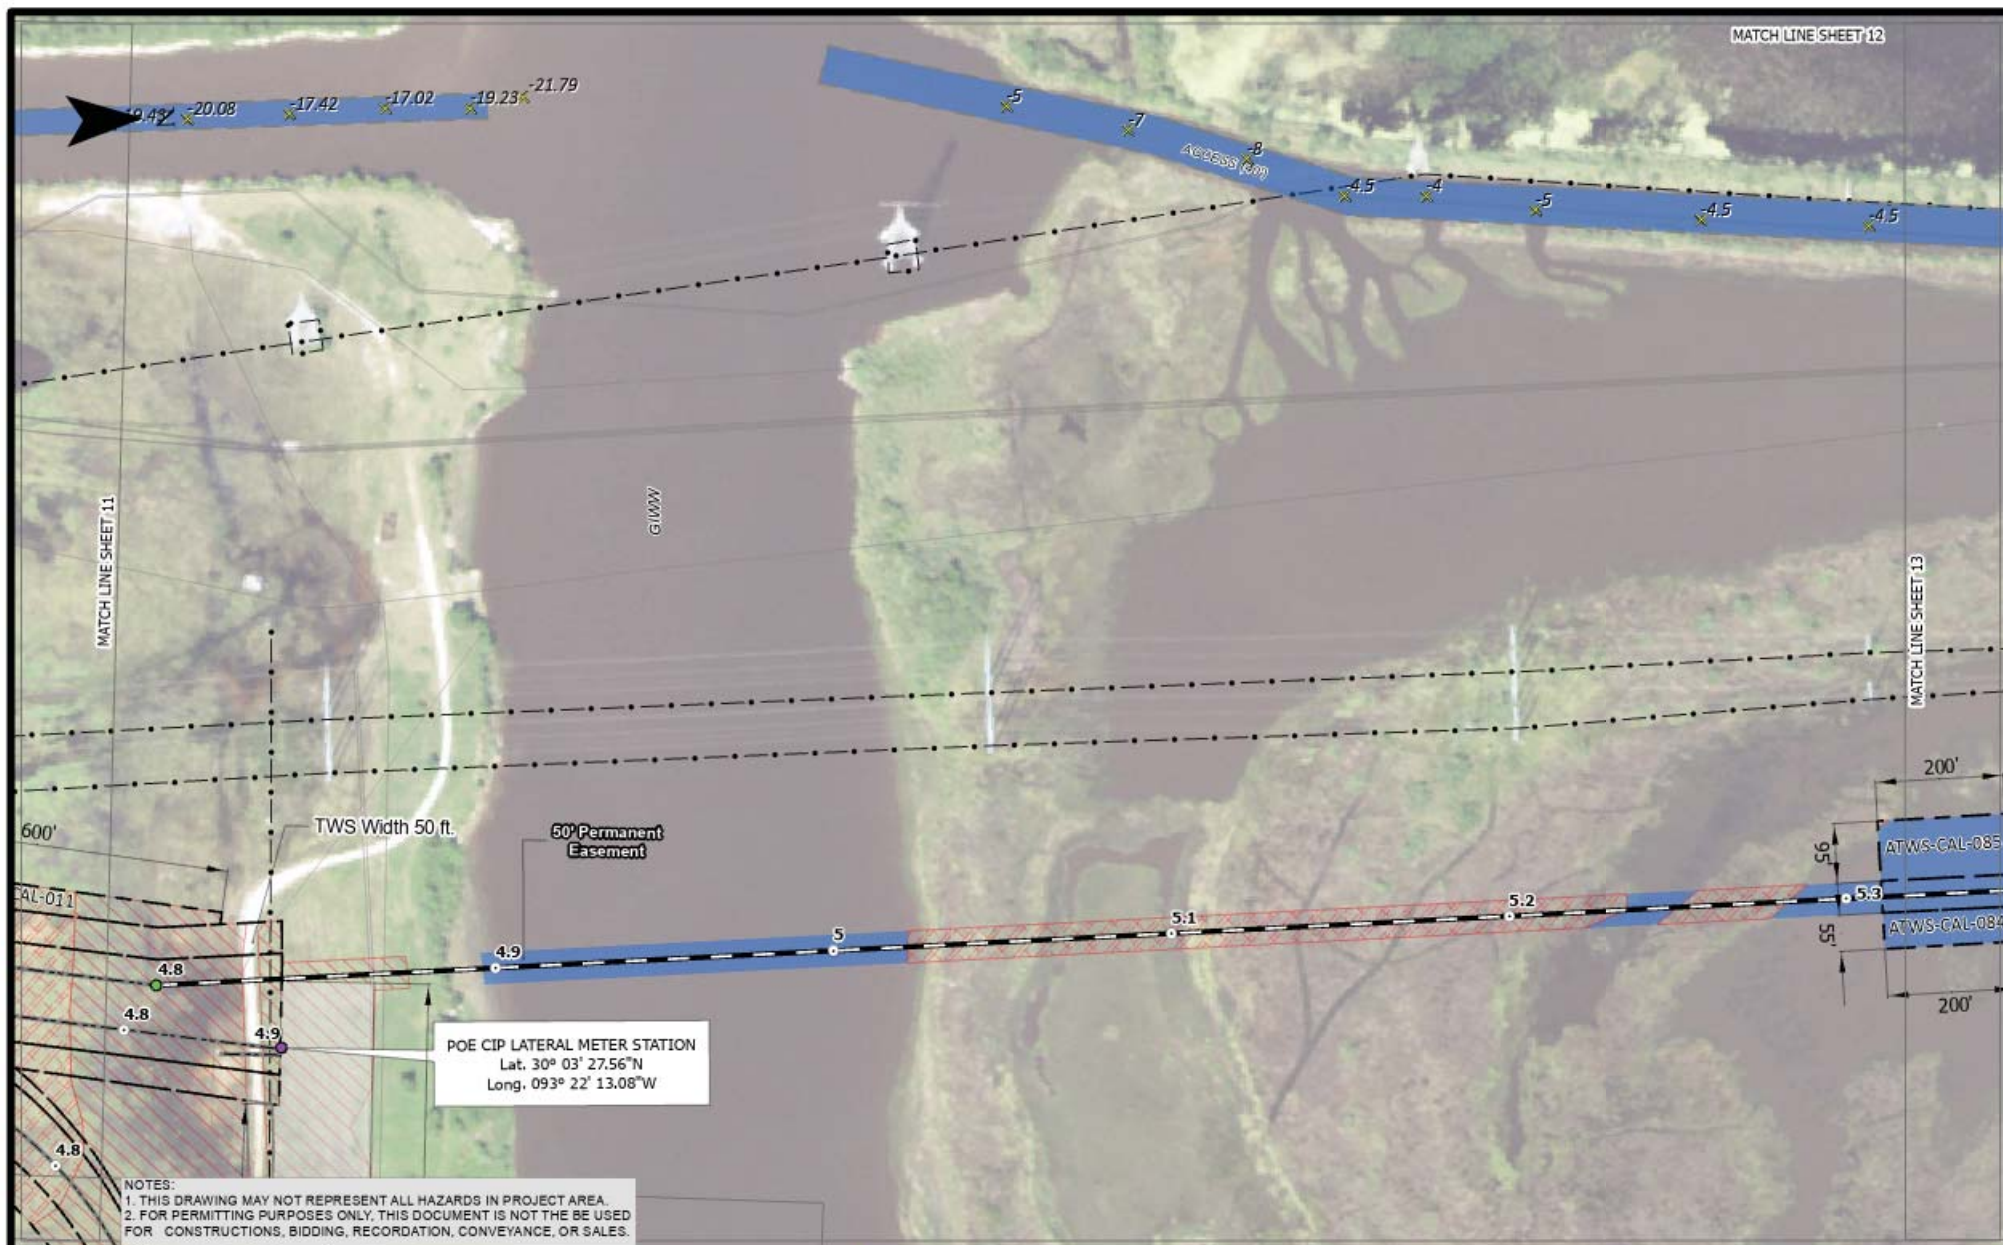 MATCH LINE SHEET 12
-20.08
-17.42
-17.02
-19.23
-21.79
-5
-7
-8
ACCESS
-4.5
-4
-5
-4.5
-4.5
MATCH LINE SHEET 11
GIWW
MATCH LINE SHEET 13
200'
600'
TWS Width 50 ft.
50' Permanent
Easement
95'
ATWS-CAL-085
CAL-011
5.3
5.2
5.1
5
4.9
4.8
55'
ATWS-CAL-084
200'
4.8
4.9
POE CIP LATERAL METER STATION
Lat. 30º 03' 27.56"N
Long. 093º 22' 13.08"W
4.8
NOTES:
1. THIS DRAWING MAY NOT REPRESENT ALL HAZARDS IN PROJECT AREA.
2. FOR PERMITTING PURPOSES ONLY, THIS DOCUMENT IS NOT THE BE USED
FOR CONSTRUCTIONS, BIDDING, RECORDATION, CONVEYANCE, OR SALES.